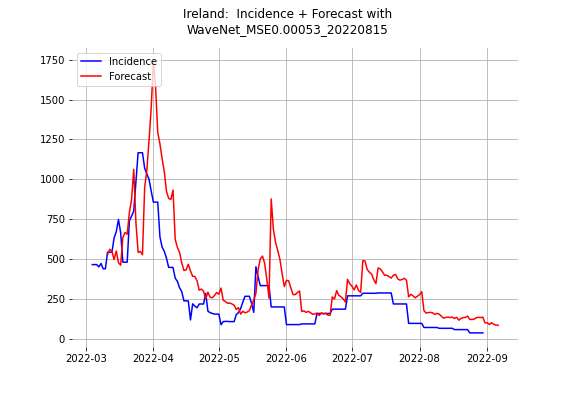 Ireland: Incidence + Forecast with
WaveNet_MSE0.00053_20220815
Incidence
Forecast
1750
1500
1250
1000
750
500
250
0
2022-03 2022-04 2022-05 2022-06 2022-07 2022-08 2022-09